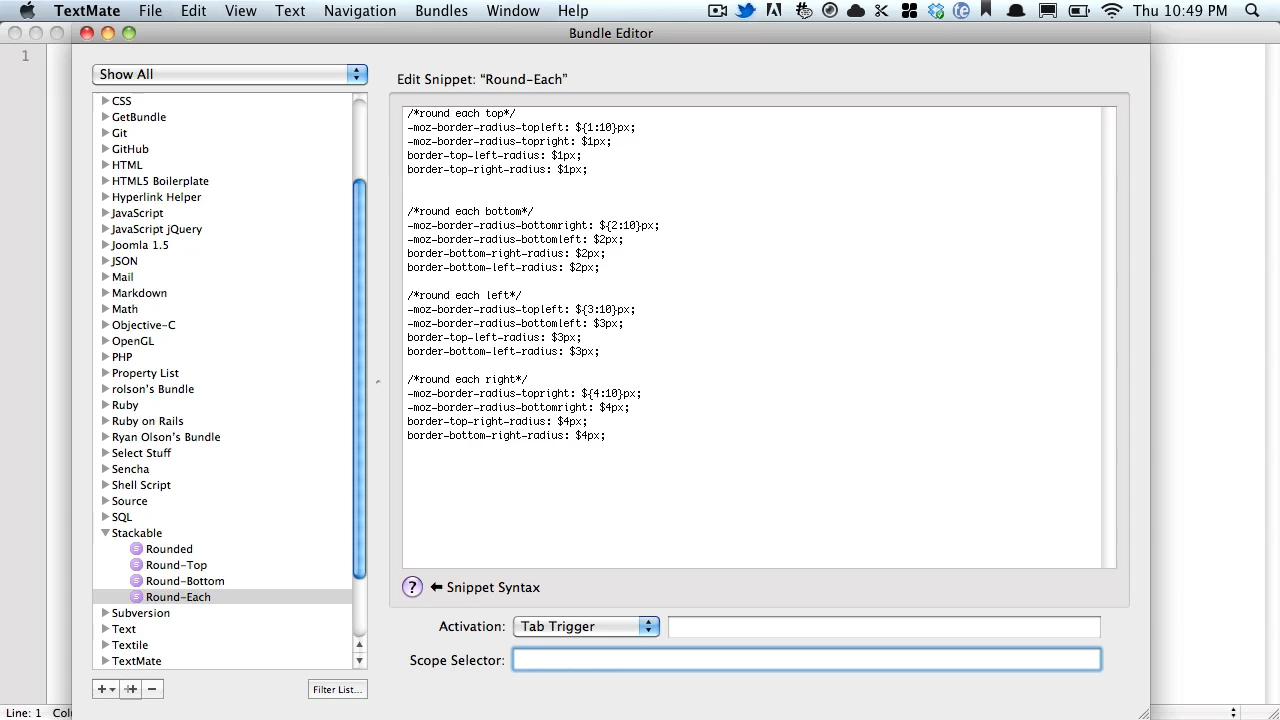 TextMate File Edit View Text Navigation Bundles Window Help Thu 10:49 PM
Bundle Editor
1
Show All
CSS
GetBundle
Git
GitHub
HTML
HTML5 Boilerplate
Hyperlink Helper
JavaScript
JavaScript jQuery
Joomla 1.5
JSON
Mail
Markdown
Math
Objective-C
OpenGL
PHP
Property List
rolson's Bundle
Ruby
Ruby on Rails
Ryan Olson's Bundle
Select Stuff
Sencha
Shell Script
Source
SQL
Stackable
S Rounded
S Round-Top
S Round-Bottom
S Round-Each
Subversion
Text
Textile
TextMate
Filter List...
Edit Snippet: “Round-Each”
/*round each top*/
-moz-border-radius-topleft: ${1:10}px;
-moz-border-radius-topright: $1px;
border-top-left-radius: $1px;
border-top-right-radius: $1px;
/*round each bottom*/
-moz-border-radius-bottomright: ${2:10}px;
-moz-border-radius-bottomleft: $2px;
border-bottom-right-radius: $2px;
border-bottom-left-radius: $2px;
/*round each left*/
-moz-border-radius-topleft: ${3:10}px;
-moz-border-radius-bottomleft: $3px;
border-top-left-radius: $3px;
border-bottom-left-radius: $3px;
/*round each right*/
-moz-border-radius-topright: ${4:10}px;
-moz-border-radius-bottomright: $4px;
border-top-right-radius: $4px;
border-bottom-right-radius: $4px;
? ← Snippet Syntax
Activation: Tab Trigger
Scope Selector:
Line: 1 Col